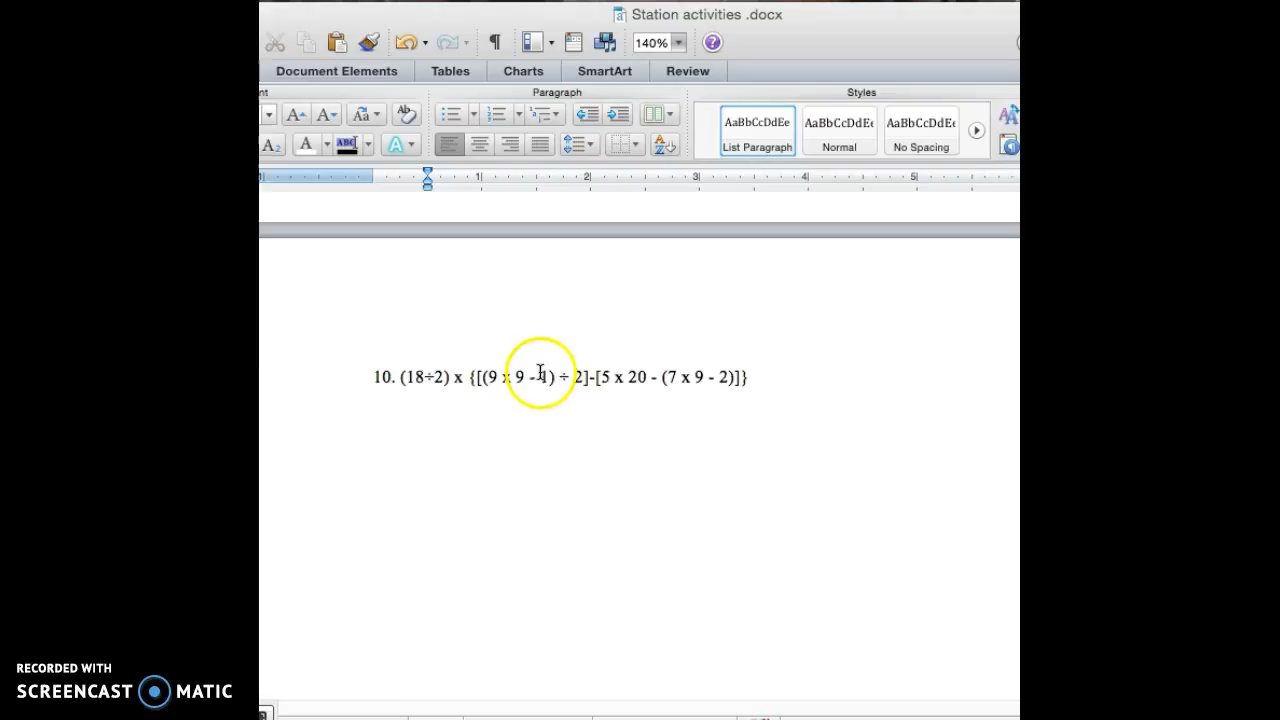 Station activities .docx
140%
Document Elements Tables Charts SmartArt Review
Paragraph Styles
AaBbCcDdEe AaBbCcDdEe AaBbCcDdEe
List Paragraph Normal No Spacing
1 2 3 4 5
10. (18÷2) x {[(9 x 9 - 1) ÷ 2]-[5 x 20 - (7 x 9 - 2)]}
RECORDED WITH
SCREENCAST MATIC